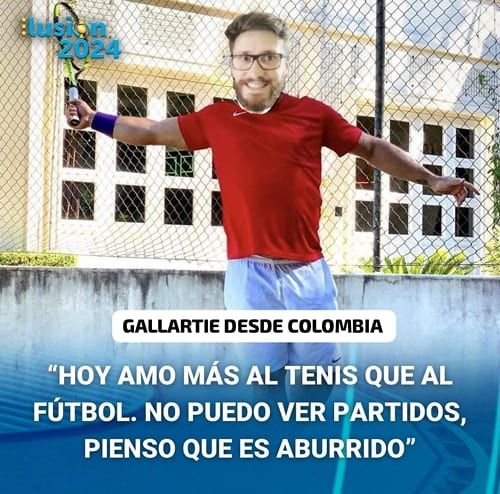 ilusión
2024
GALLARTIE DESDE COLOMBIA
“HOY AMO MÁS AL TENIS QUE AL
FÚTBOL. NO PUEDO VER PARTIDOS,
PIENSO QUE ES ABURRIDO”